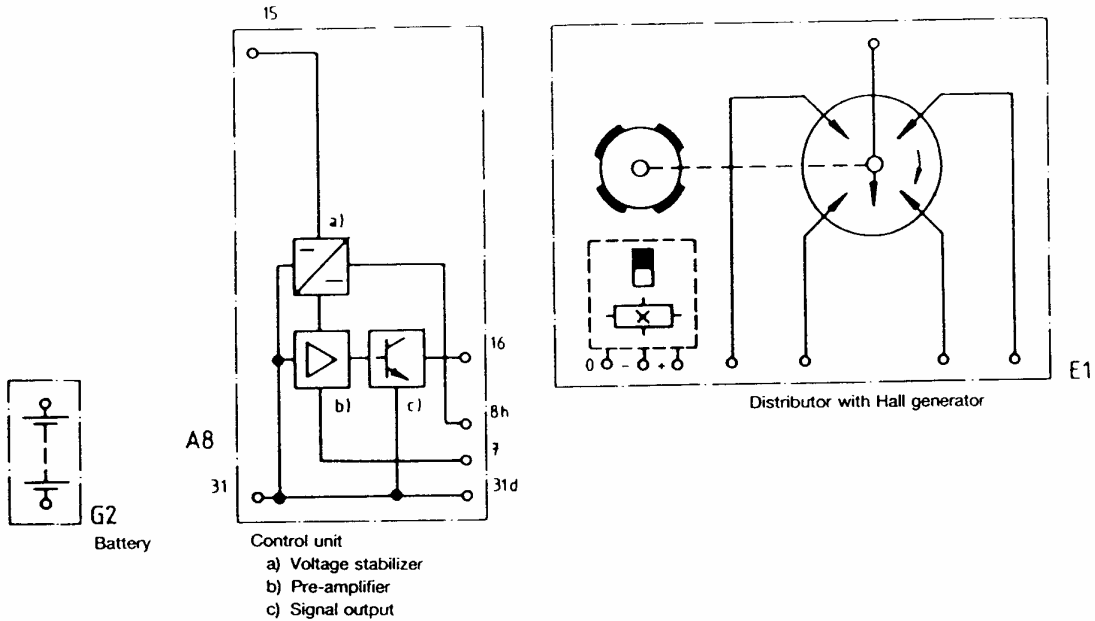 15
a)
b)
c)
16
8h
7
31d
A8
31
G2
Battery
Control unit
a) Voltage stabilizer
b) Pre-amplifier
c) Signal output
0 - +
E1
Distributor with Hall generator